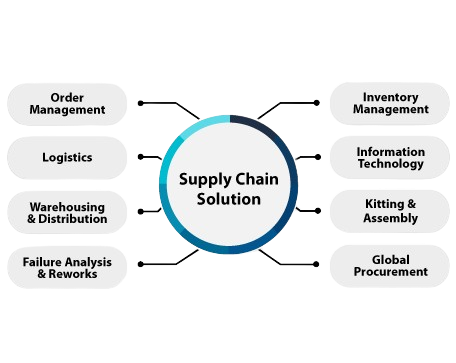 Order
Management
Logistics
Warehousing
& Distribution
Failure Analysis
& Reworks
Supply Chain
Solution
Inventory
Management
Information
Technology
Kitting &
Assembly
Global
Procurement